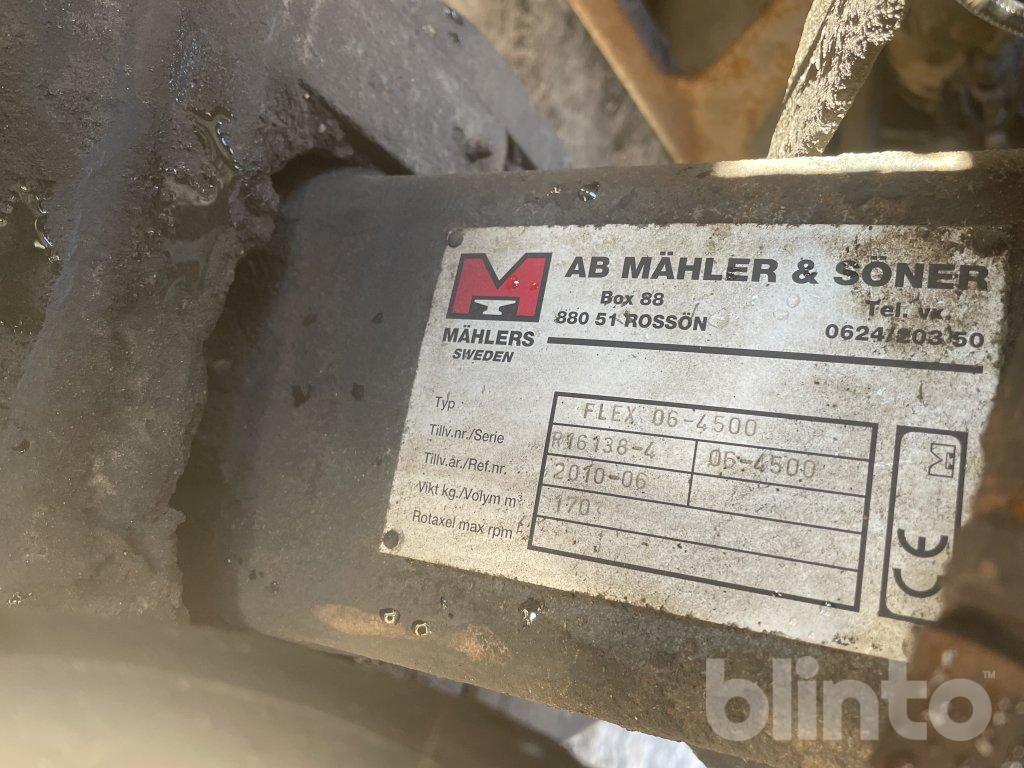 M
MÄHLERS
SWEDEN
AB MÄHLER & SÖNER
Box 88
880 51 ROSSÖN
Tel. vx.
0624/203 50
Typ
FLEX 06-4500
Tillv.nr./Serie
R16138-4 06-4500
Tillv.år./Ref.nr.
2010-06
Vikt kg./Volym m³
170
Rotaxel max rpm
M
CE
blinto™